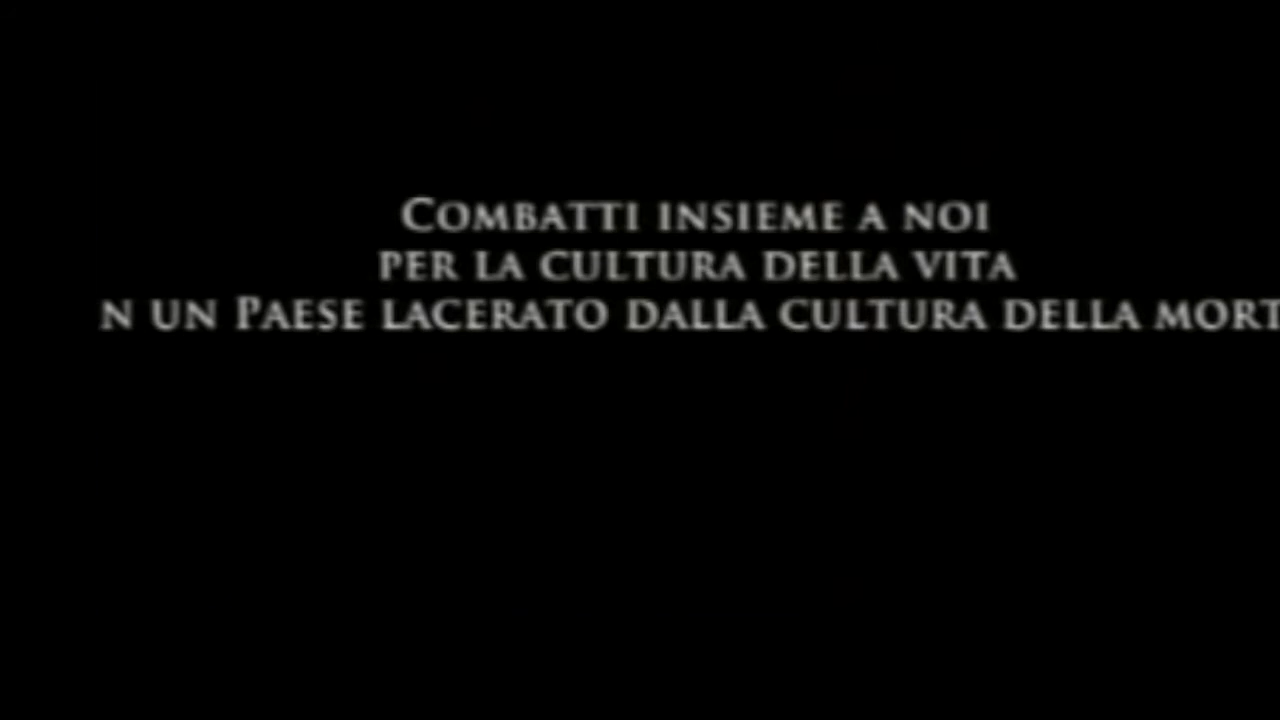 Combatti insieme a noi
per la cultura della vita
n un Paese lacerato dalla cultura della mort